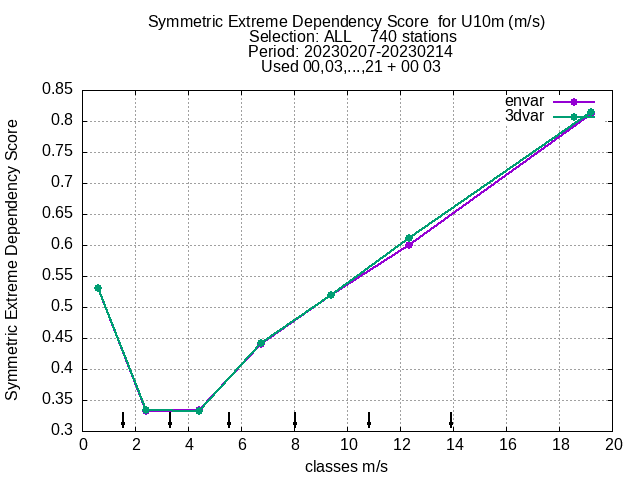 Symmetric Extreme Dependency Score  for U10m (m/s)
Selection: ALL    740 stations
Period: 20230207-20230214
Used 00,03,...,21 + 00 03
envar
3dvar
0.85
0.8
0.75
0.7
0.65
0.6
0.55
0.5
0.45
0.4
0.35
0.3
Symmetric Extreme Dependency Score
0 2 4 6 8 10 12 14 16 18 20
classes m/s